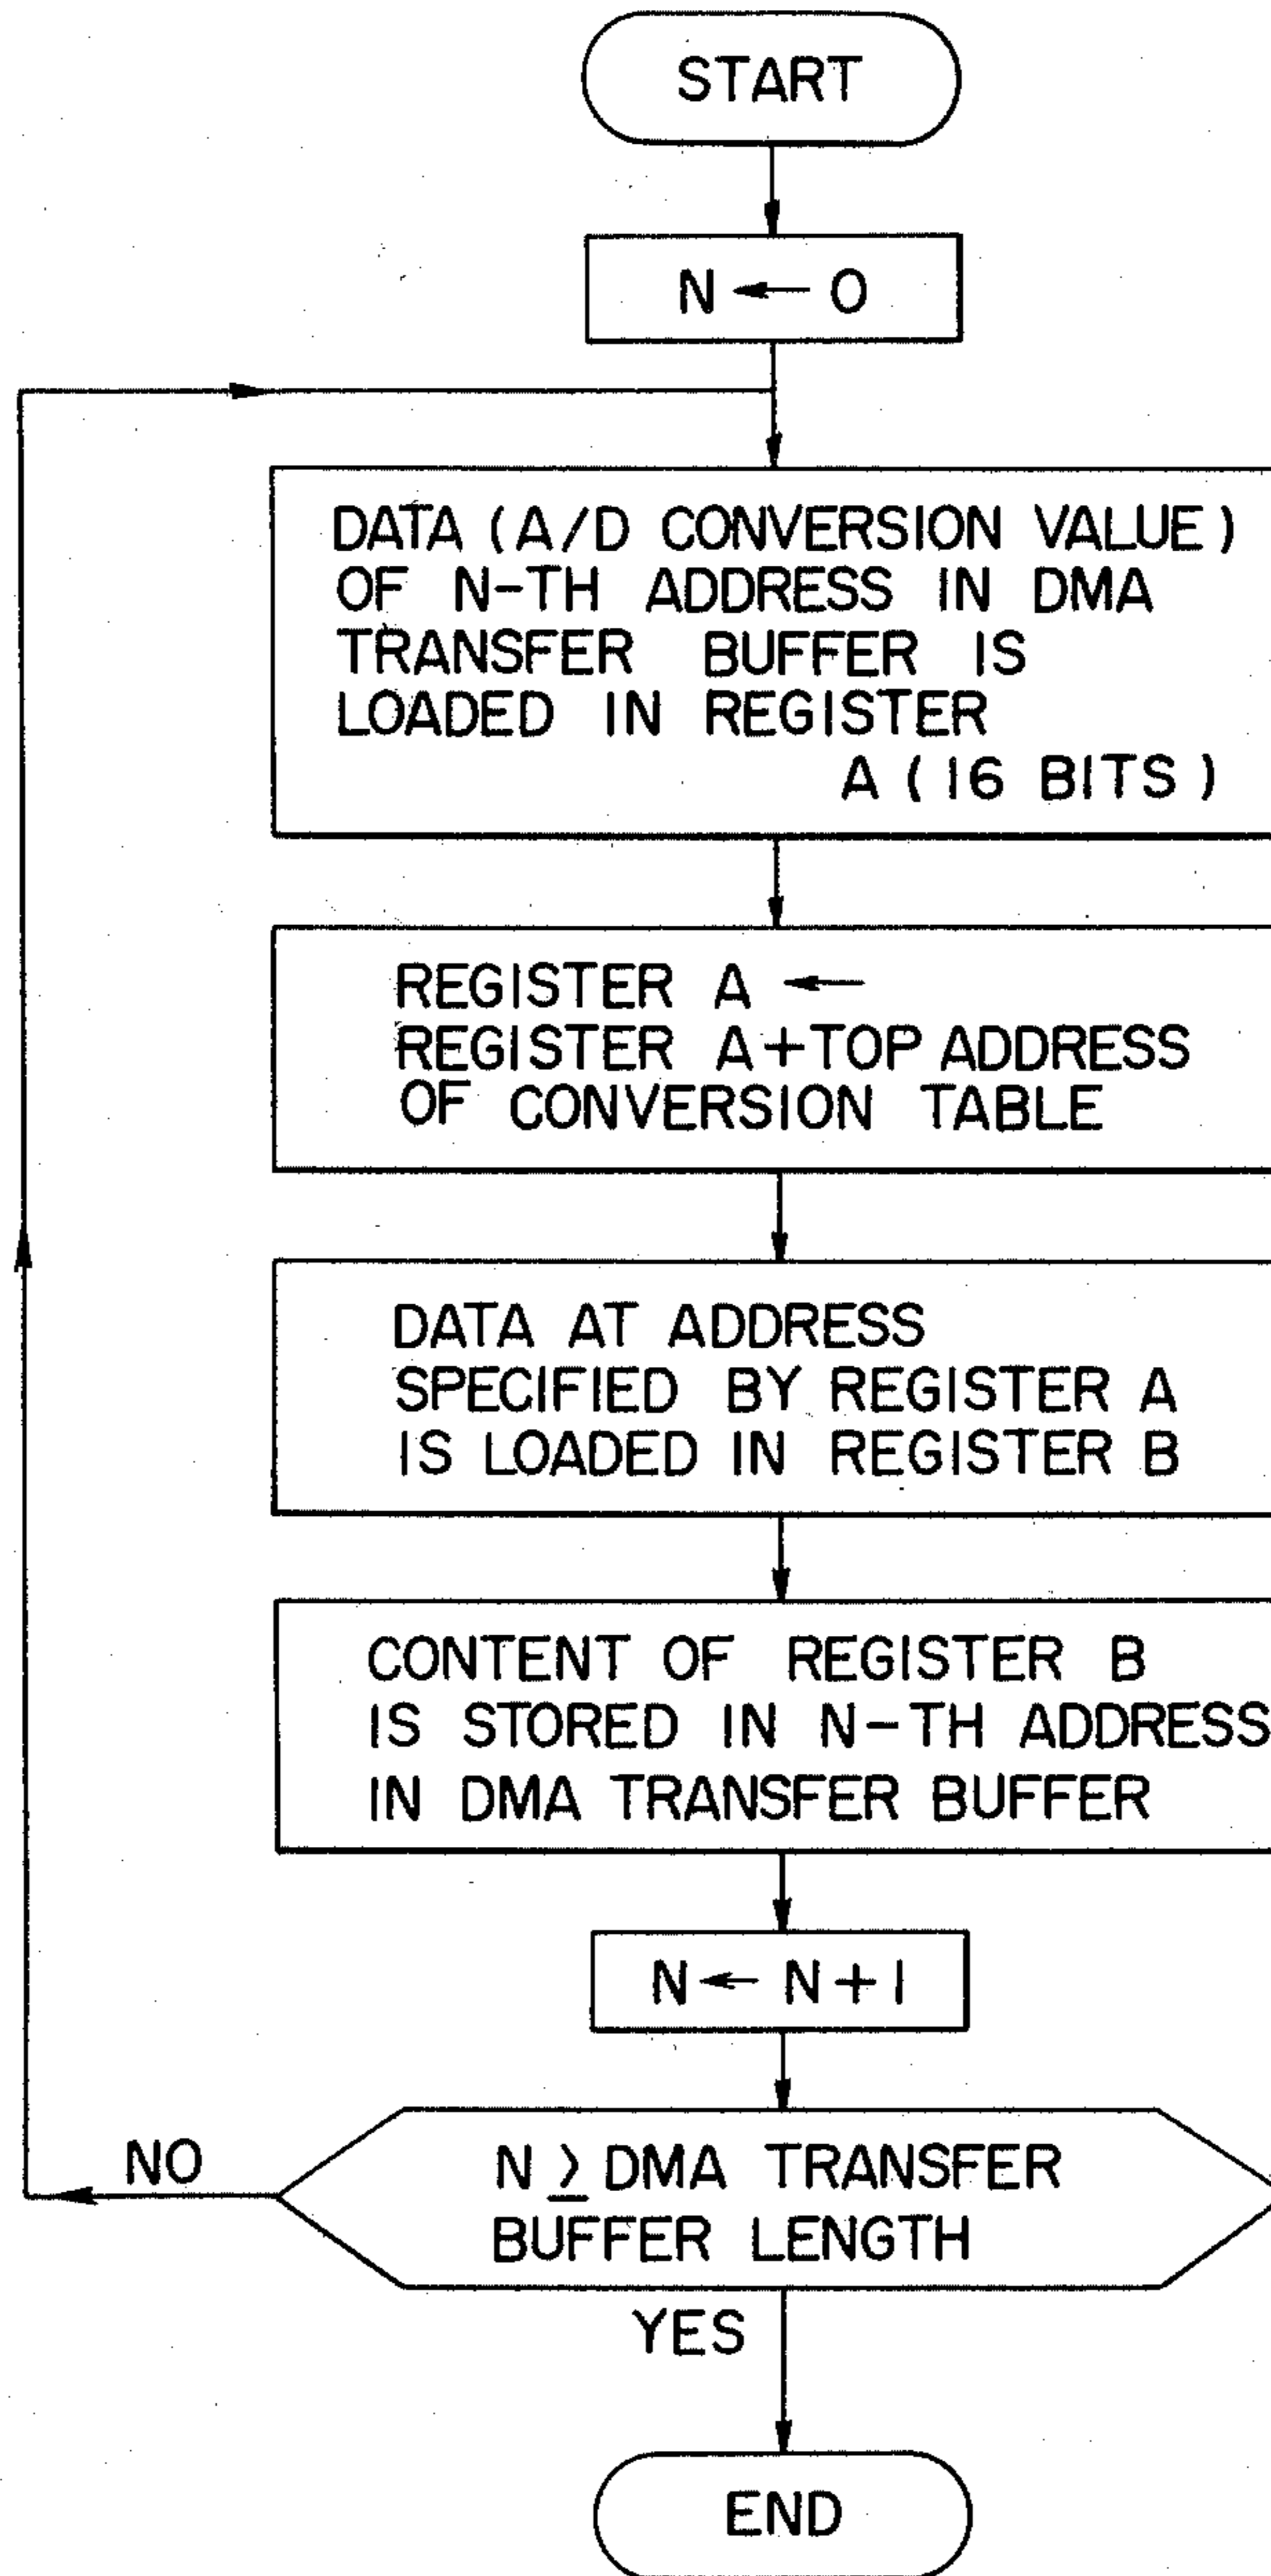 START
N ← 0
DATA (A/D CONVERSION VALUE)
OF N-TH ADDRESS IN DMA
TRANSFER BUFFER IS
LOADED IN REGISTER
A (16 BITS)
REGISTER A ←
REGISTER A+TOP ADDRESS
OF CONVERSION TABLE
DATA AT ADDRESS
SPECIFIED BY REGISTER A
IS LOADED IN REGISTER B
CONTENT OF REGISTER B
IS STORED IN N-TH ADDRESS
IN DMA TRANSFER BUFFER
N ← N+1
NO
N ≥ DMA TRANSFER
BUFFER LENGTH
YES
END